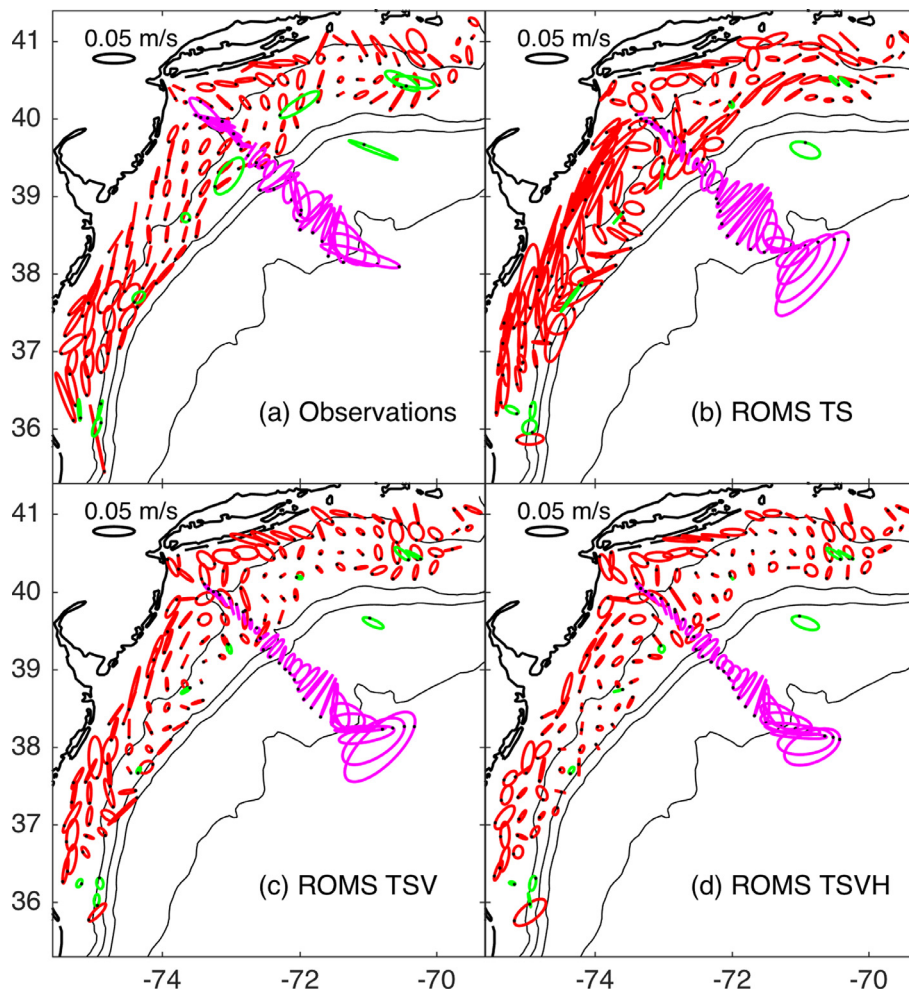 41
0.05 m/s
0.05 m/s
40
39
38
37
36
(a) Observations
(b) ROMS TS
41
0.05 m/s
0.05 m/s
40
39
38
37
36
(c) ROMS TSV
(d) ROMS TSVH
-74
-72
-70
-74
-72
-70